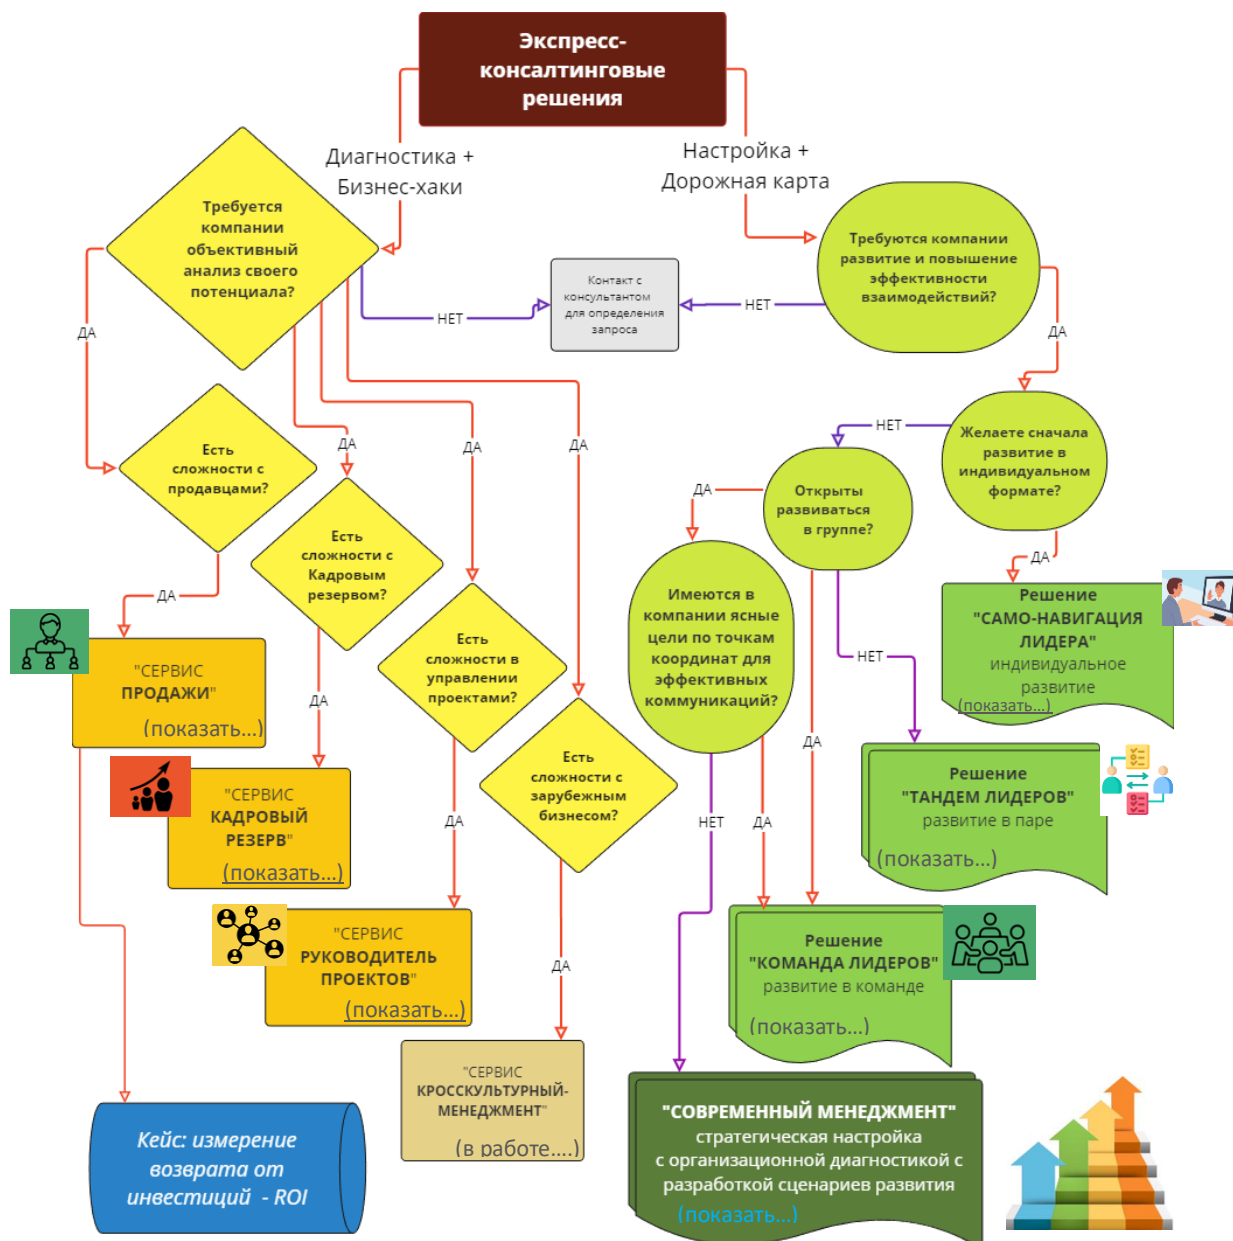 Экспресс-
консалтинговые
решения
Диагностика +
Бизнес-хаки
Настройка +
Дорожная карта
Требуется
компании
объективный
анализ своего
потенциала?
Требуются компании
развитие и повышение
эффективности
взаимодействий?
Контакт с
консультантом
для определения
запроса
НЕТ
НЕТ
ДА
ДА
ДА
ДА
ДА
Есть
сложности с
продавцами?
НЕТ
Желаете сначала
развитие в
индивидуальном
формате?
Открыты
развиваться
в группе?
ДА
Есть
сложности с
Кадровым
резервом?
ДА
ДА
Имеются в
компании ясные
цели по точкам
координат для
эффективных
коммуникаций?
Решение
"САМО-НАВИГАЦИЯ
ЛИДЕРА"
индивидуальное
развитие
(показать...)
"СЕРВИС
ПРОДАЖИ"
(показать...)
Есть
сложности в
управлении
проектами?
НЕТ
ДА
ДА
Есть
сложности с
зарубежным
бизнесом?
Решение
"ТАНДЕМ ЛИДЕРОВ"
развитие в паре
(показать...)
"СЕРВИС
КАДРОВЫЙ
РЕЗЕРВ"
(показать...)
ДА
НЕТ
ДА
"СЕРВИС
РУКОВОДИТЕЛЬ
ПРОЕКТОВ"
(показать...)
ДА
Решение
"КОМАНДА ЛИДЕРОВ"
развитие в команде
(показать...)
"СЕРВИС
КРОССКУЛЬТУРНЫЙ-
МЕНЕДЖМЕНТ"
(в работе....)
Кейс: измерение
возврата от
инвестиций - ROI
"СОВРЕМЕННЫЙ МЕНЕДЖМЕНТ"
стратегическая настройка
с организационной диагностикой с
разработкой сценариев развития
(показать...)